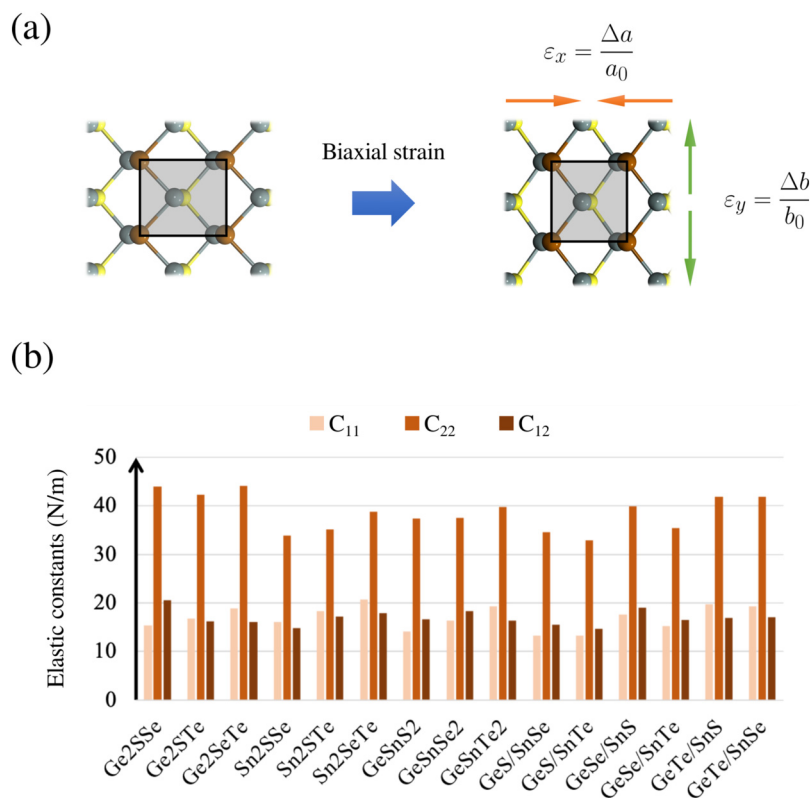 (a)
εx = Δa/a0
Biaxial strain
εy = Δb/b0
(b)
C11 C22 C12
Elastic constants (N/m)
50
40
30
20
10
0
Ge2SSe
Ge2STe
Ge2SeTe
Sn2SSe
Sn2STe
Sn2SeTe
GeSnS2
GeSnSe2
GeSnTe2
GeS/SnSe
GeS/SnTe
GeSe/SnS
GeSe/SnTe
GeTe/SnS
GeTe/SnSe